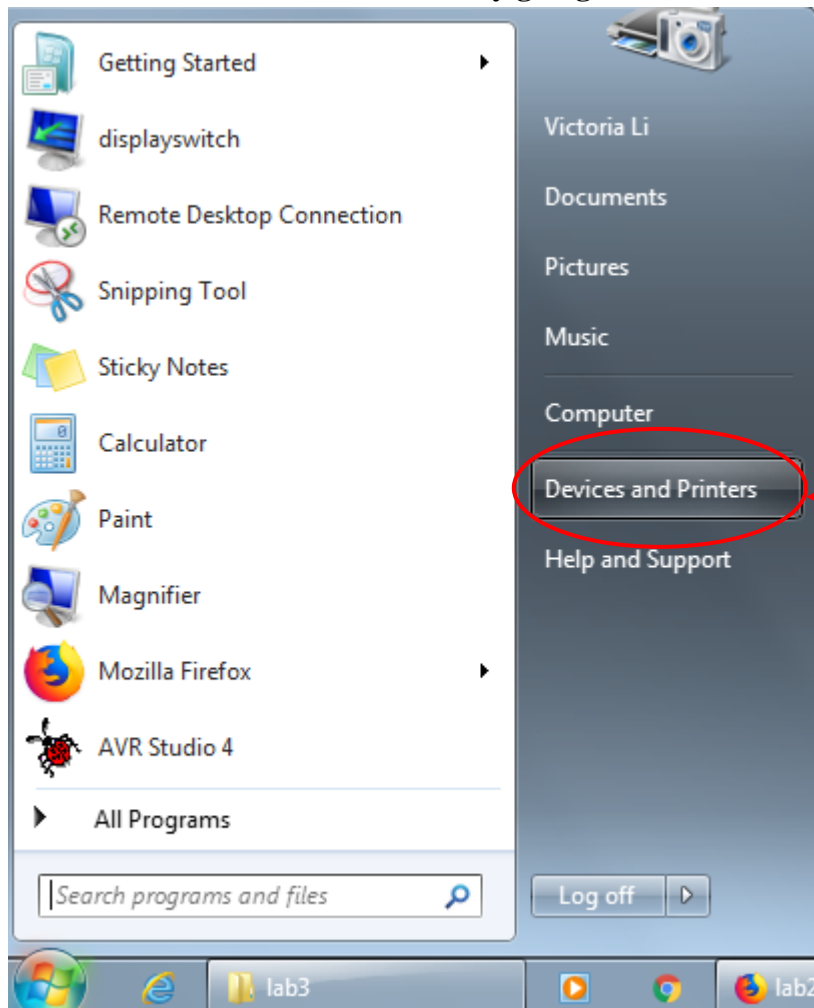 Getting Started
displayswitch
Remote Desktop Connection
Snipping Tool
Sticky Notes
Calculator
Paint
Magnifier
Mozilla Firefox
AVR Studio 4
All Programs
Search programs and files
Victoria Li
Documents
Pictures
Music
Computer
Devices and Printers
Help and Support
Log off
lab3
lab2